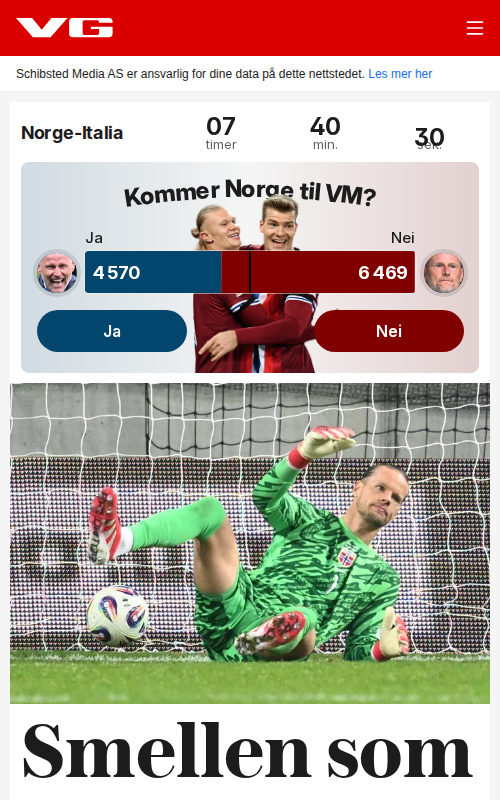 VG
Schibsted Media AS er ansvarlig for dine data på dette nettstedet. Les mer her
Norge-Italia
07 40 30
timer min. sek.
Kommer Norge til VM?
Ja Nei
4 570 6 469
Ja Nei
Smellen som